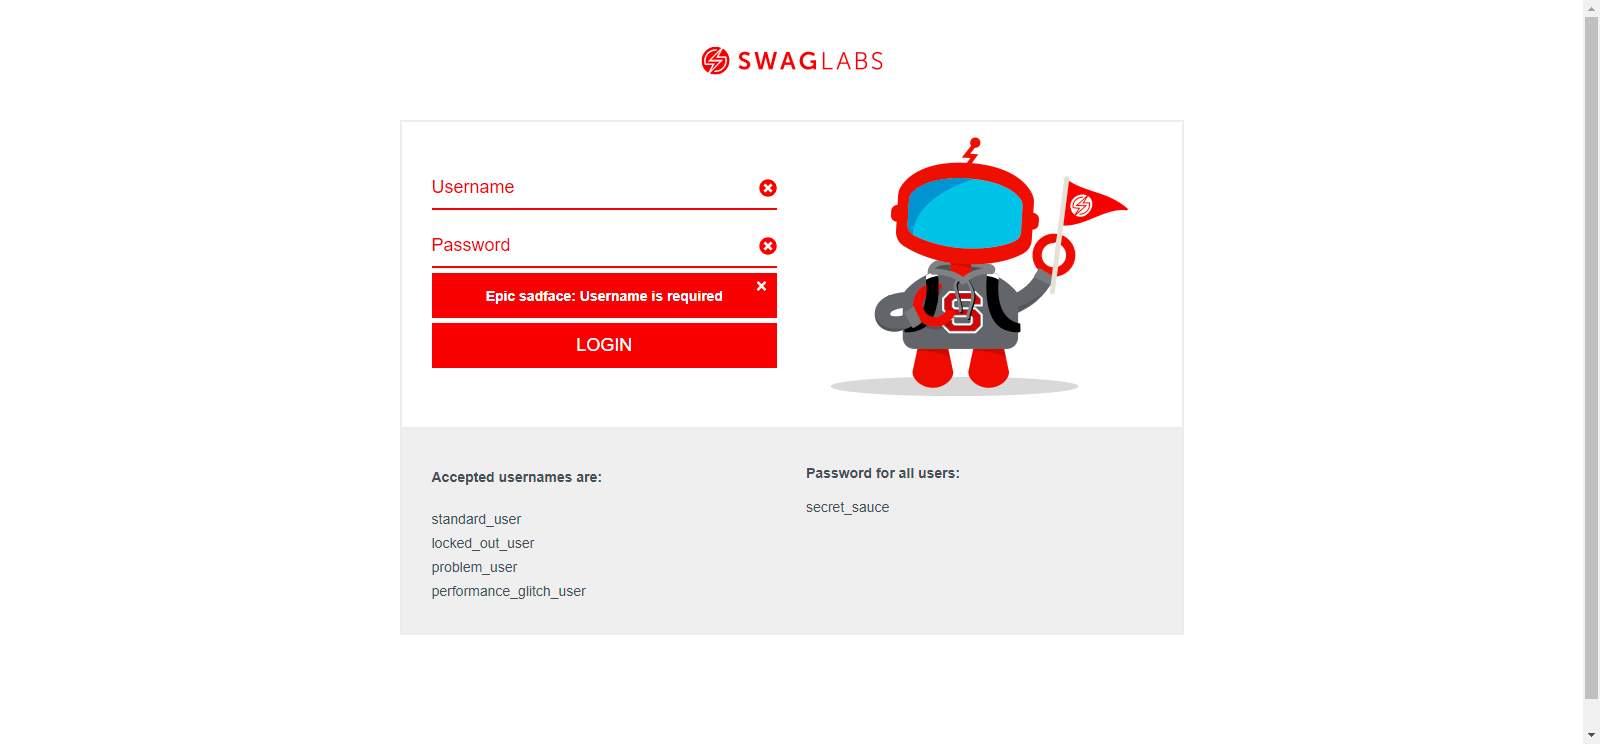 SWAGLABS
Username
Password
Epic sadface: Username is required
LOGIN
S
Accepted usernames are:
standard_user
locked_out_user
problem_user
performance_glitch_user
Password for all users:
secret_sauce